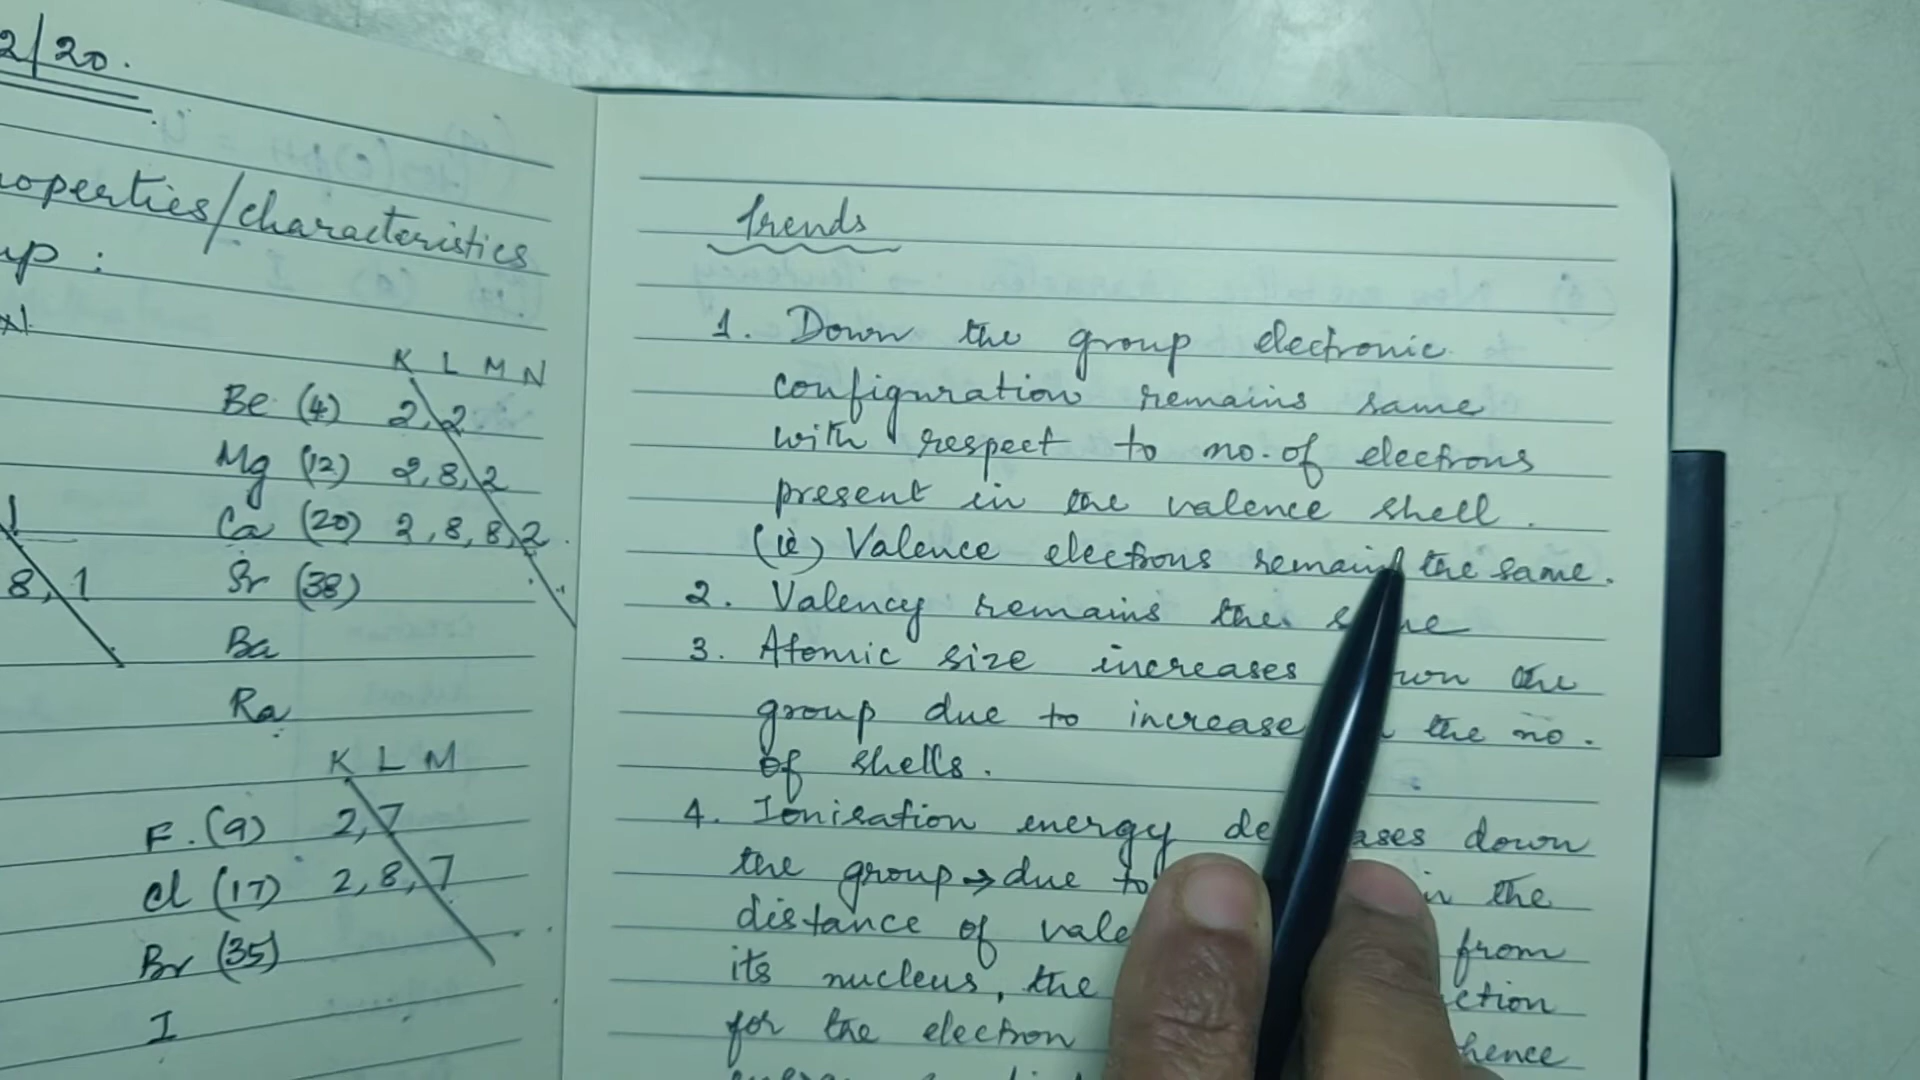 2/20.
roperties/characteristics
up :
K L M N
Be (4) 2, 2
Mg (12) 2, 8, 2
Ca (20) 2, 8, 8, 2
1
Sr (38)
8, 1
Ba
Ra
K L M
F. (9) 2, 7
Cl (17) 2, 8, 7
Br (35)
I
Trends
1. Down the group electronic
configuration remains same
with respect to no. of electrons
present in the valence shell.
(ie) Valence electrons remain the same.
2. Valency remains the
3. Atomic size increases the
group due to increase the no.
of shells.
4. Ionisation energy down
the group → due to the
distance of from
its nucleus, the
for the electron hence